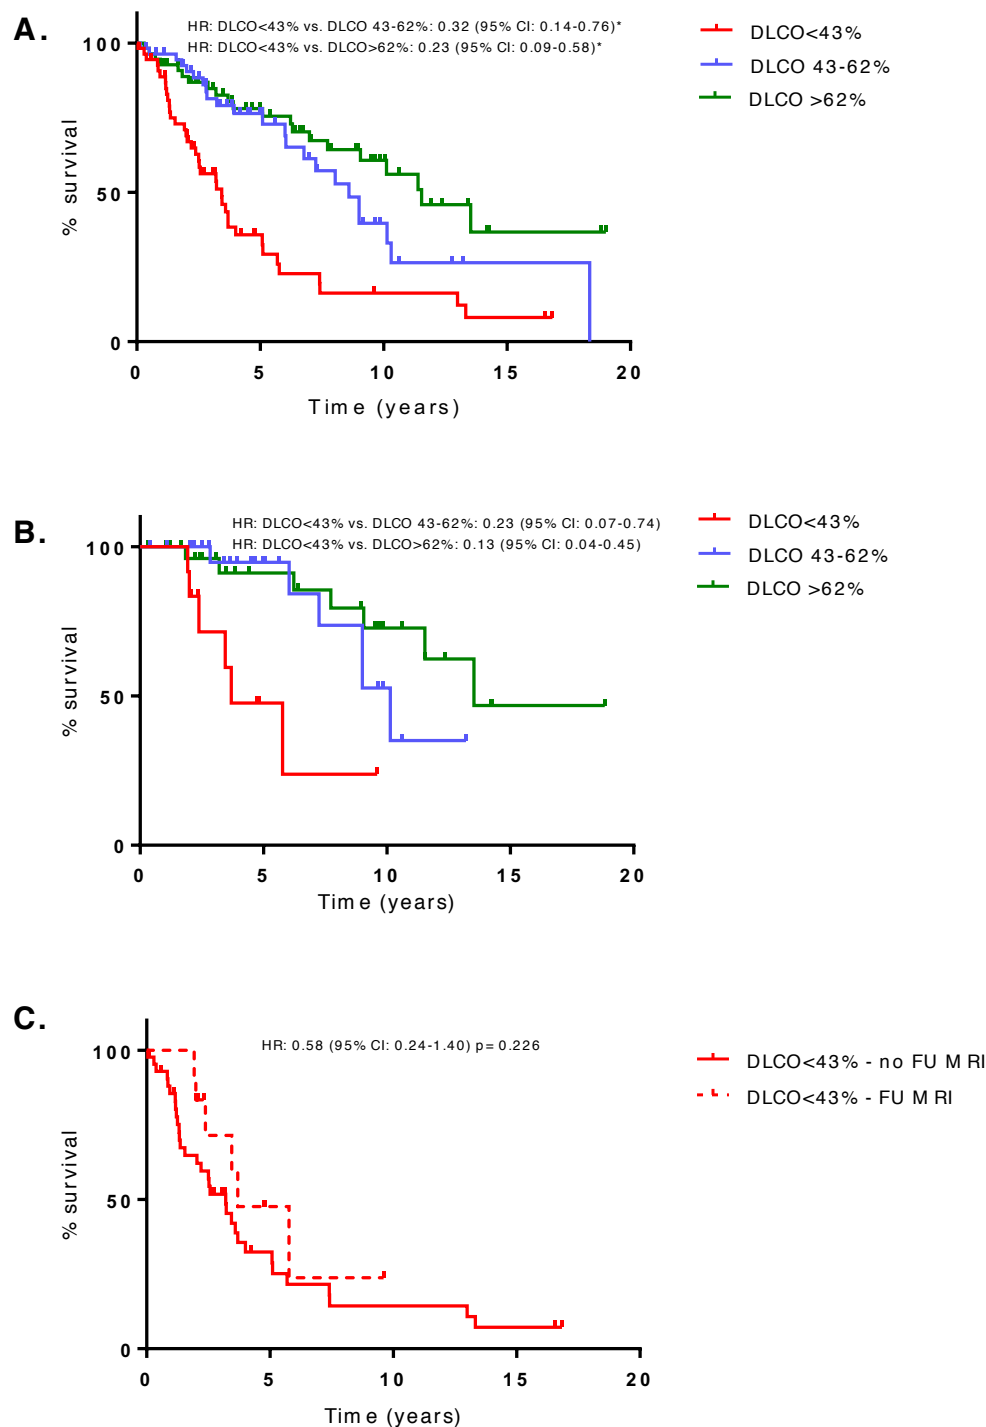 A.
HR: DLCO<43% vs. DLCO 43-62%: 0.32 (95% CI: 0.14-0.76)*
HR: DLCO<43% vs. DLCO>62%: 0.23 (95% CI: 0.09-0.58)*
DLCO<43%
DLCO 43-62%
DLCO >62%
100
50
0
% survival
0 5 10 15 20
Time (years)
B.
HR: DLCO<43% vs. DLCO 43-62%: 0.23 (95% CI: 0.07-0.74)
HR: DLCO<43% vs. DLCO>62%: 0.13 (95% CI: 0.04-0.45)
DLCO<43%
DLCO 43-62%
DLCO >62%
100
50
0
% survival
0 5 10 15 20
Time (years)
C.
HR: 0.58 (95% CI: 0.24-1.40) p=0.226
DLCO<43% - no FU MRI
DLCO<43% - FU MRI
100
50
0
% survival
0 5 10 15 20
Time (years)